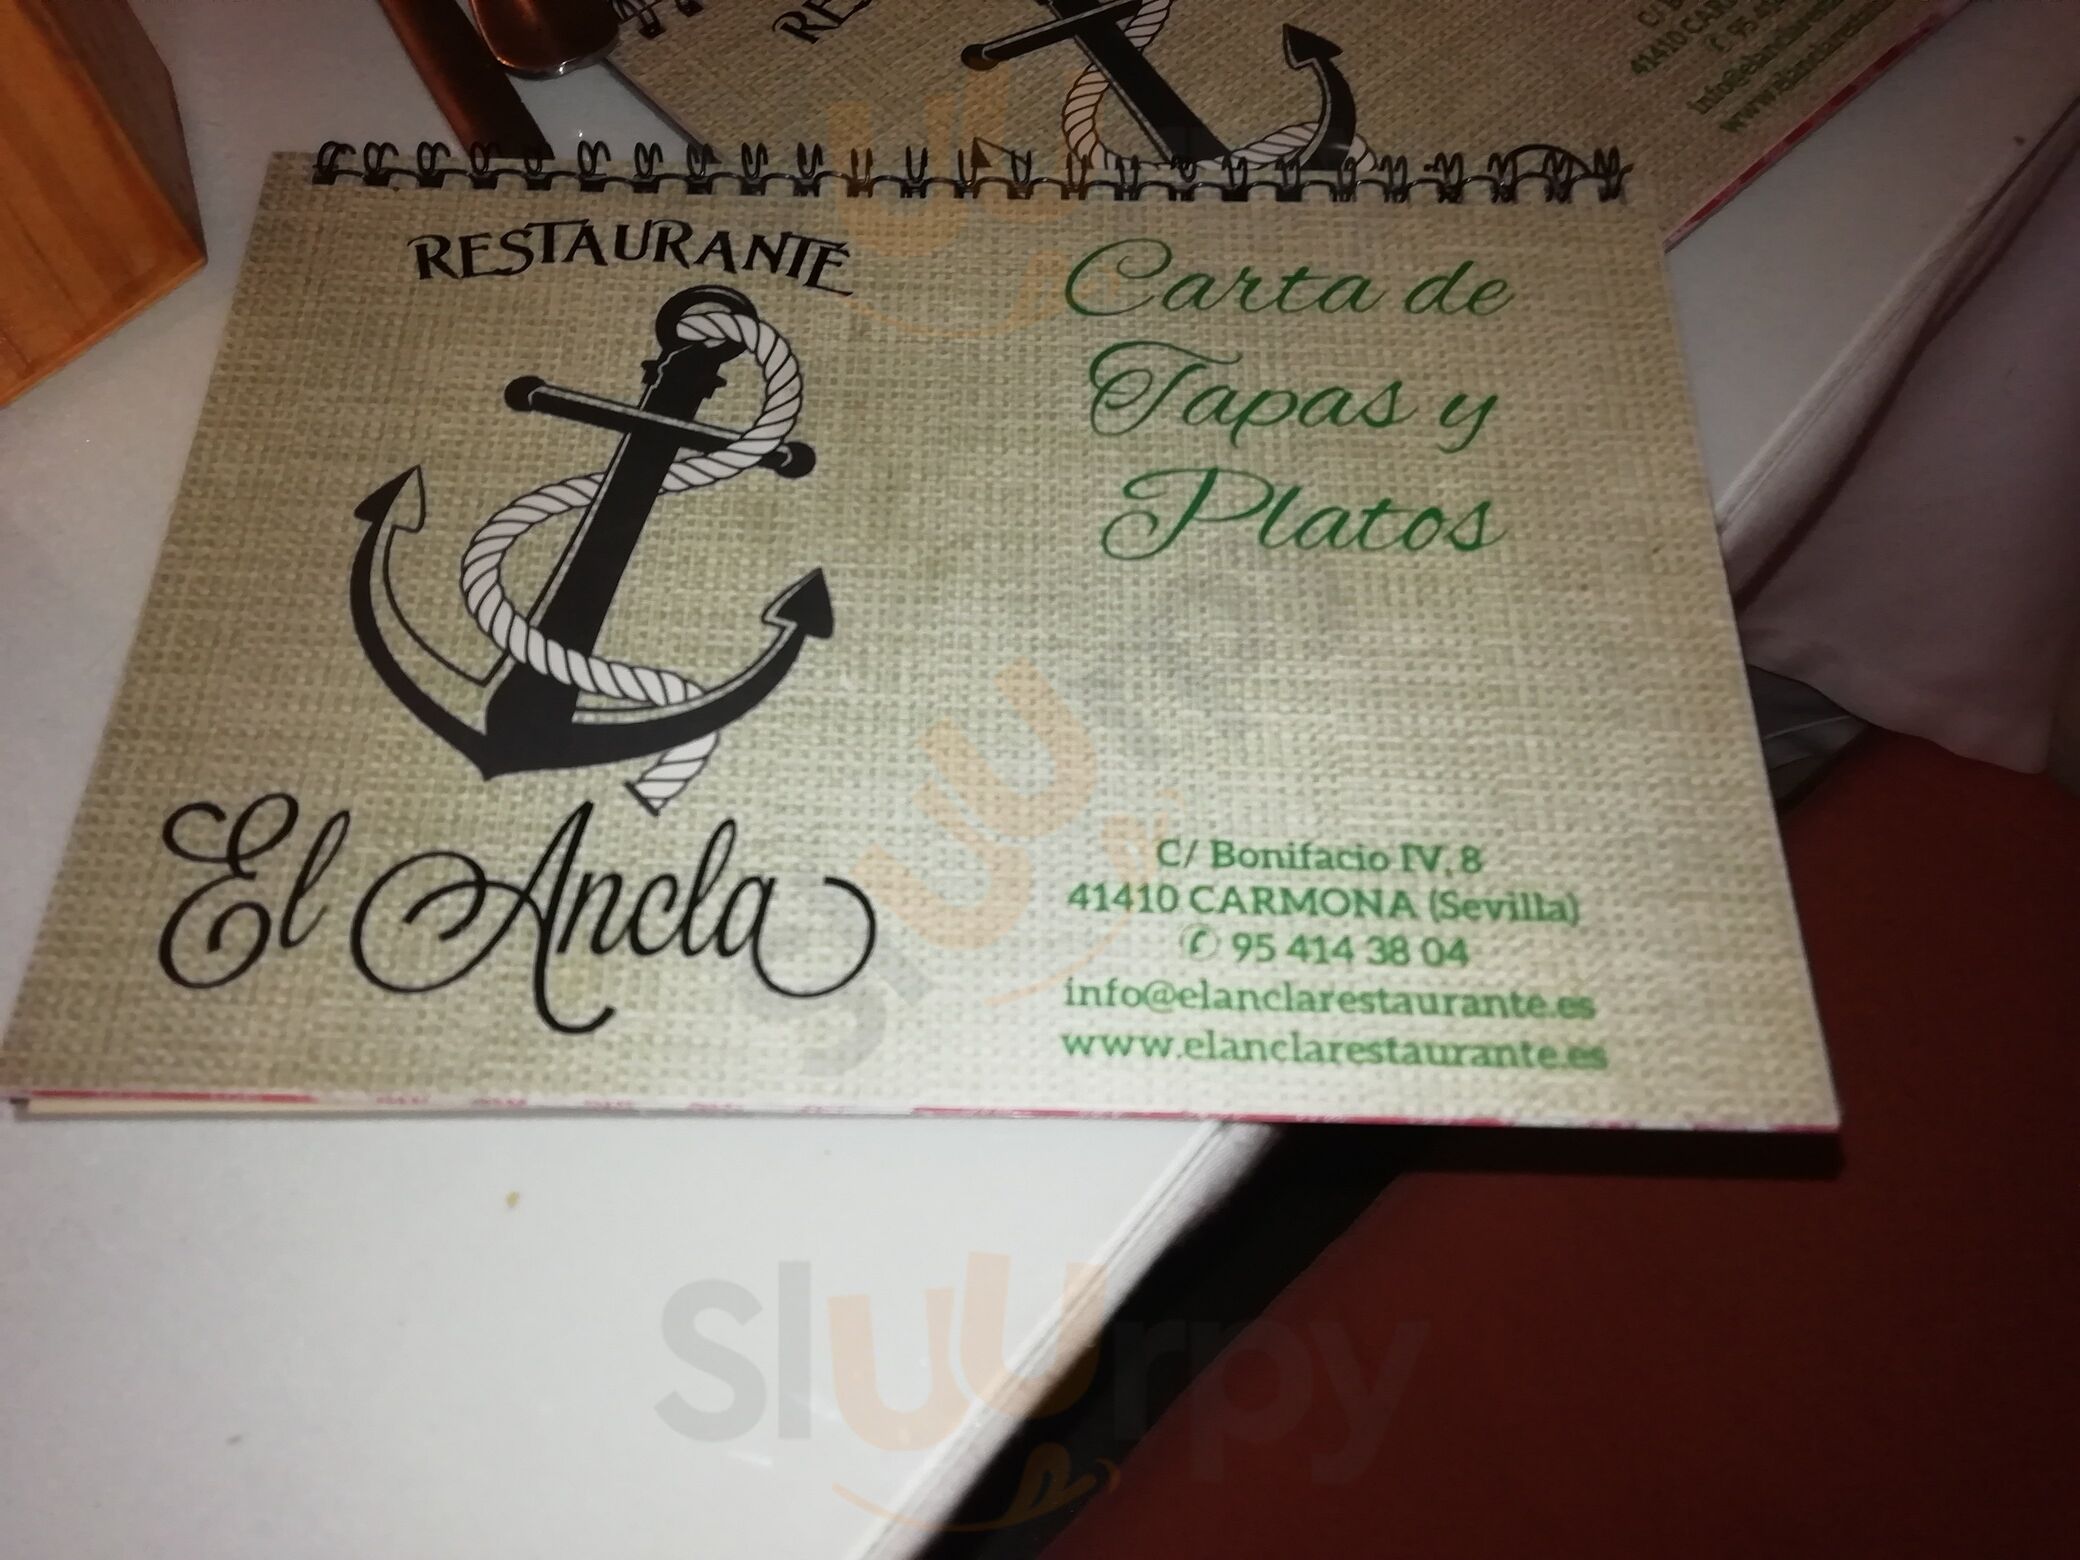 RESTAURANTE
El Ancla
Carta de
Tapas y
Platos
C/ Bonifacio IV, 8
41410 CARMONA (Sevilla)
✆ 95 414 38 04
info@elanclarestaurante.es
www.elanclarestaurante.es
sluurpy